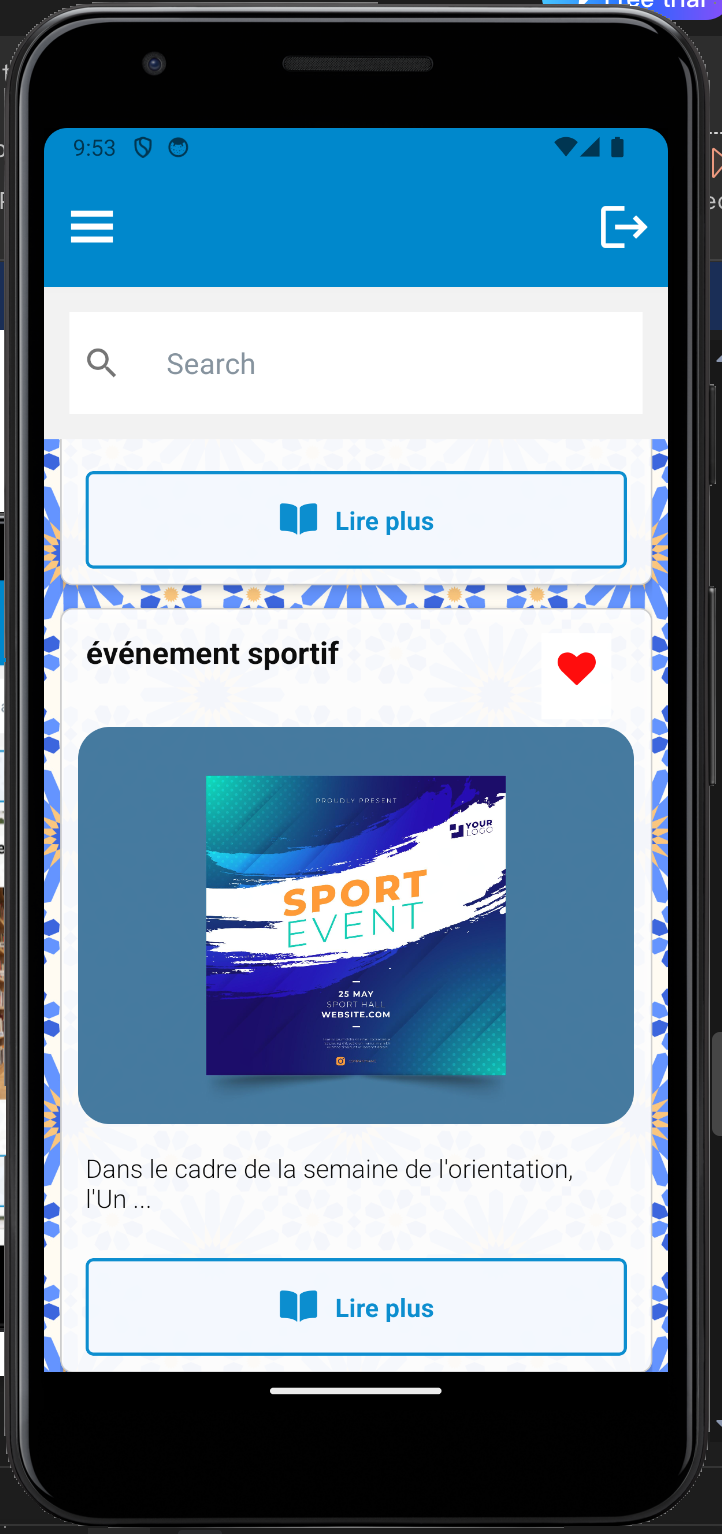 Free trial
9:53
Search
Lire plus
événement sportif
PROUDLY PRESENT
YOUR
LOGO
SPORT
EVENT
25 MAY
SPORT HALL
WEBSITE.COM
Dans le cadre de la semaine de l'orientation,
l'Un ...
Lire plus